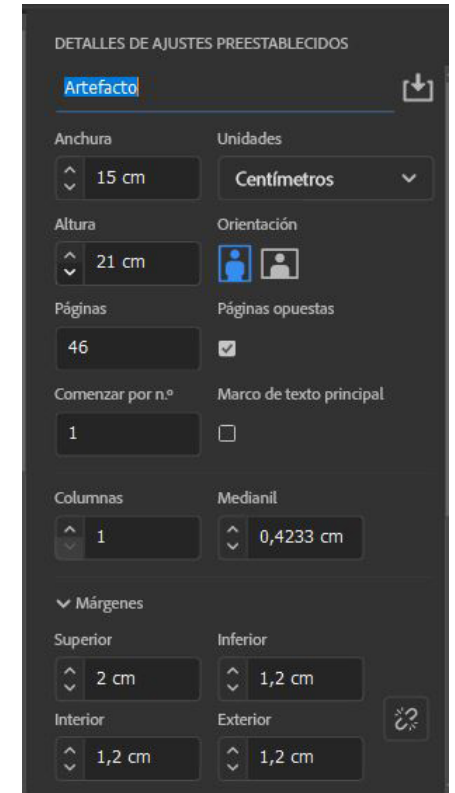 DETALLES DE AJUSTES PREESTABLECIDOS
Artefacto
Anchura Unidades
15 cm Centímetros
Altura Orientación
21 cm
Páginas Páginas opuestas
46
Comenzar por n.º Marco de texto principal
1
Columnas Medianil
1 0,4233 cm
Márgenes
Superior Inferior
2 cm 1,2 cm
Interior Exterior
1,2 cm 1,2 cm